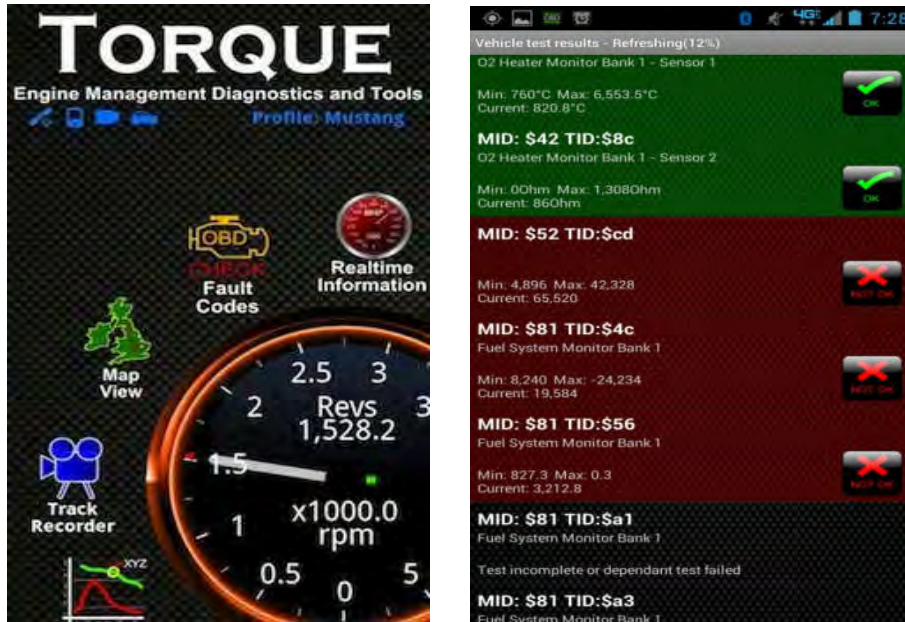 TORQUE
Engine Management Diagnostics and Tools
Profile: Mustang
OBD
CHECK
Fault
Codes
BHP
Realtime
Information
Map
View
Track
Recorder
XYZ
2.5 3
2 Revs 3
1,528.2
1.5
1 x1000.0
rpm
0.5 0 5
4G 7:28
Vehicle test results - Refreshing(12%)
O2 Heater Monitor Bank 1 - Sensor 1
Min: 760°C Max: 6,553.5°C
Current: 820.8°C
OK
MID: $42 TID:$8c
O2 Heater Monitor Bank 1 - Sensor 2
Min: 0Ohm Max: 1,308Ohm
Current: 86Ohm
OK
MID: $52 TID:$cd
Min: 4,896 Max: 42,328
Current: 65,520
NOT OK
MID: $81 TID:$4c
Fuel System Monitor Bank 1
Min: 8,240 Max: -24,234
Current: 19,584
NOT OK
MID: $81 TID:$56
Fuel System Monitor Bank 1
Min: 827.3 Max: 0.3
Current: 3,212.8
NOT OK
MID: $81 TID:$a1
Fuel System Monitor Bank 1
Test incomplete or dependant test failed
MID: $81 TID:$a3
Fuel System Monitor Bank 1